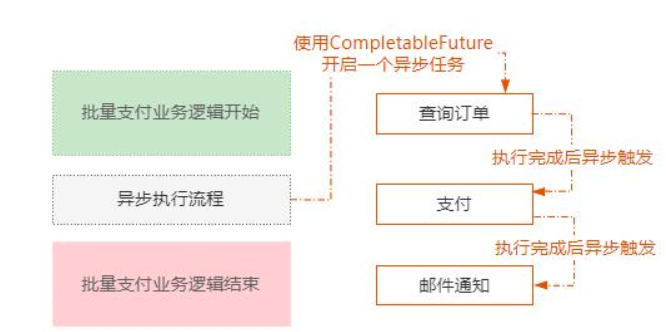 使用CompletableFuture
开启一个异步任务
批量支付业务逻辑开始
查询订单
执行完成后异步触发
异步执行流程
支付
执行完成后异步触发
批量支付业务逻辑结束
邮件通知